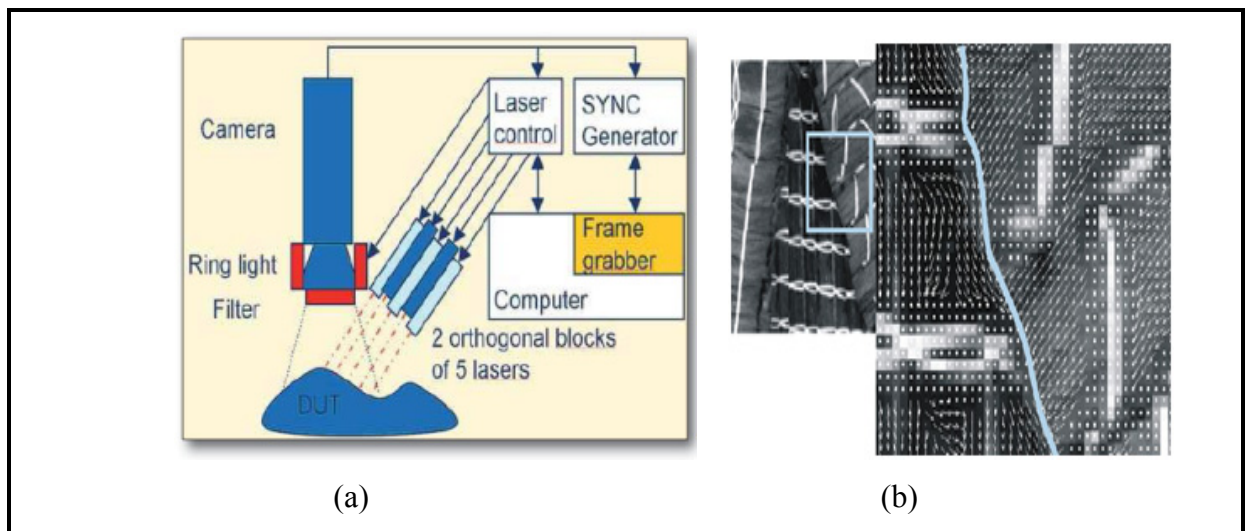 Camera
Laser
control
SYNC
Generator
Ring light
Filter
Frame
grabber
Computer
2 orthogonal blocks
of 5 lasers
DUT
(a)
(b)